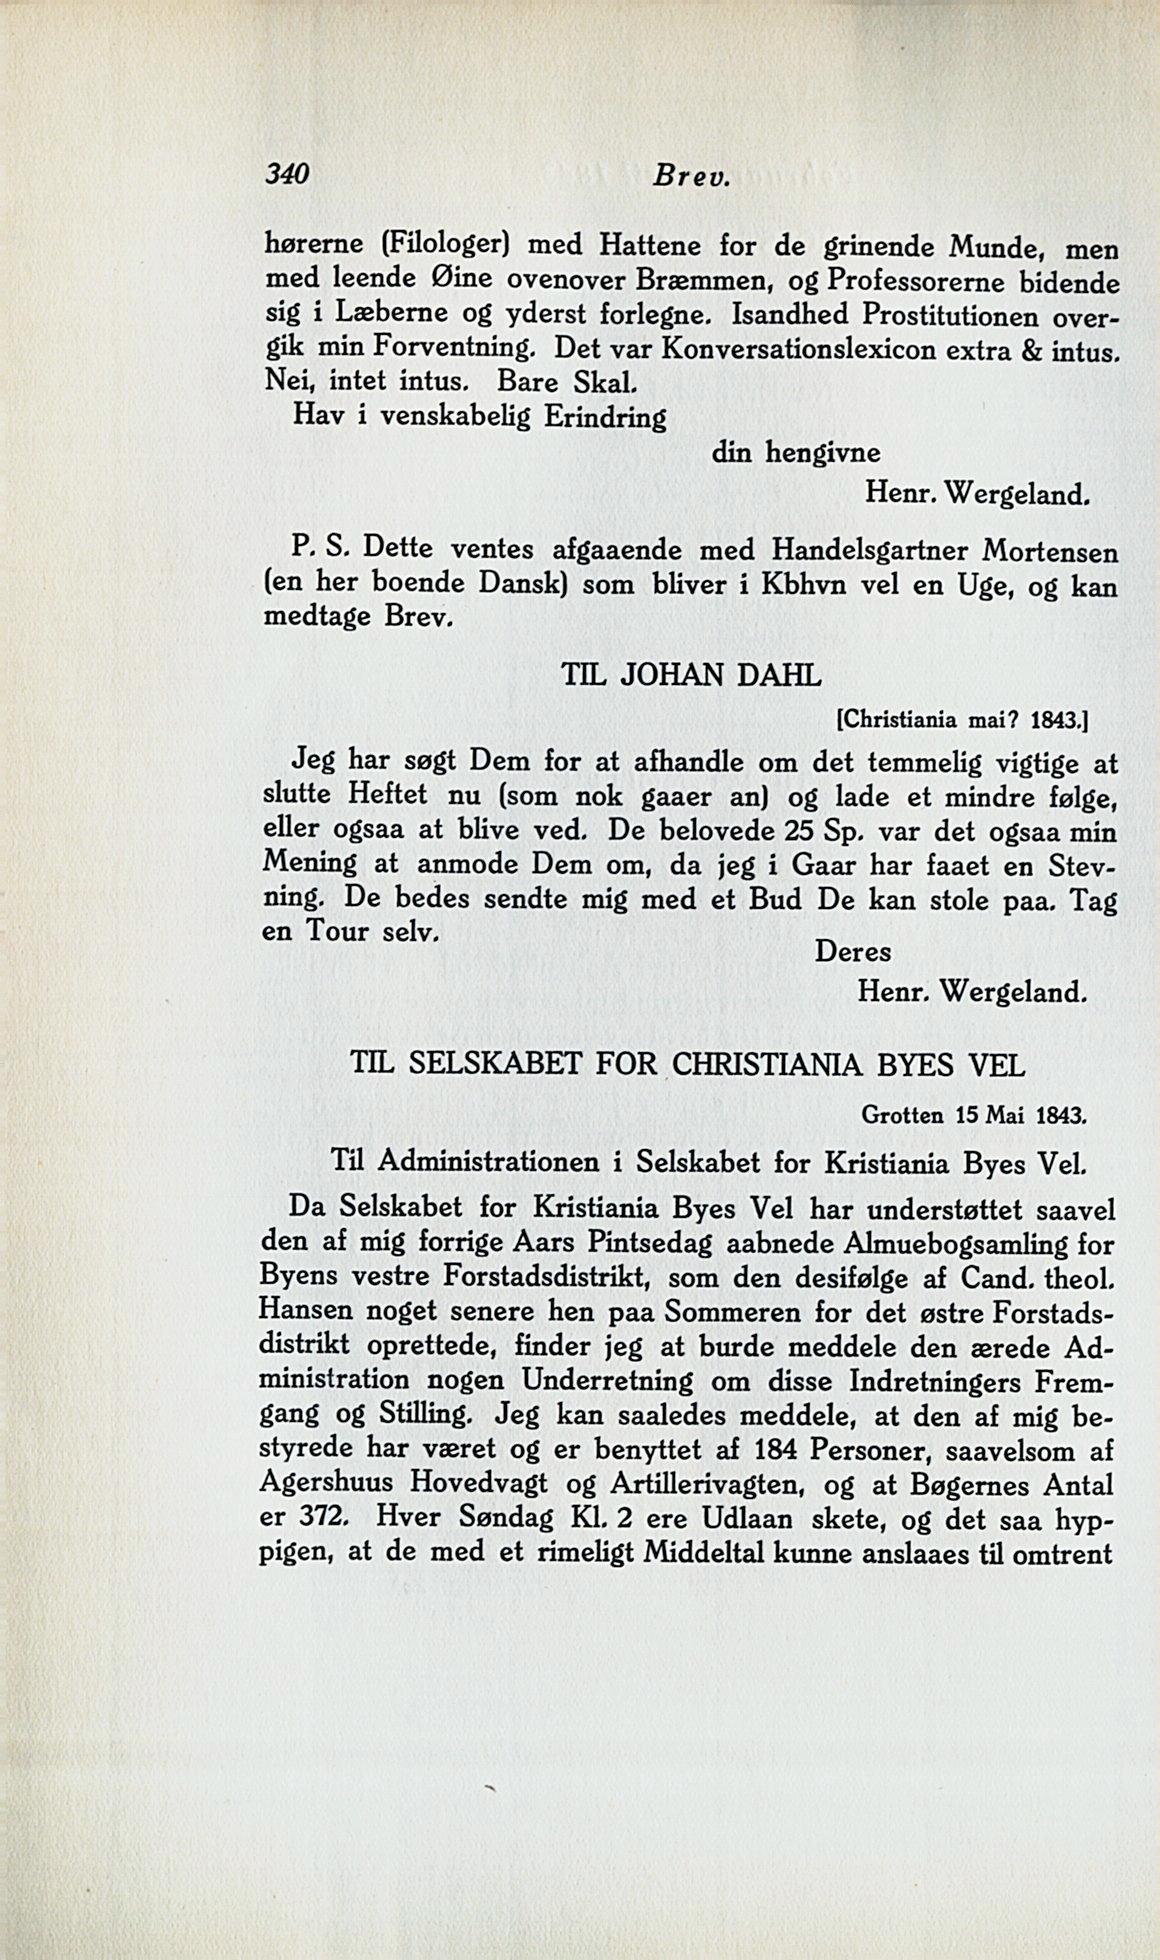 340 Brev.
hørerne (Filologer) med Hattene for de grinende Munde, men
med leende Øine ovenover Bræmmen, og Professorerne bidende
sig i Læberne og yderst forlegne. Isandhed Prostitutionen over-
gik min Forventning. Det var Konversationslexicon extra & intus.
Nei, intet intus. Bare Skal.
Hav i venskabelig Erindring
din hengivne
Henr. Wergeland.
P. S. Dette ventes afgaaende med Handelsgartner Mortensen
(en her boende Dansk) som bliver i Kbhvn vel en Uge, og kan
medtage Brev.
TIL JOHAN DAHL
[Christiania mai? 1843.]
Jeg har søgt Dem for at afhandle om det temmelig vigtige at
slutte Heftet nu (som nok gaaer an) og lade et mindre følge,
eller ogsaa at blive ved. De belovede 25 Sp. var det ogsaa min
Mening at anmode Dem om, da jeg i Gaar har faaet en Stev-
ning. De bedes sendte mig med et Bud De kan stole paa. Tag
en Tour selv.
Deres
Henr. Wergeland.
TIL SELSKABET FOR CHRISTIANIA BYES VEL
Grotten 15 Mai 1843.
Til Administrationen i Selskabet for Kristiania Byes Vel.
Da Selskabet for Kristiania Byes Vel har understøttet saavel
den af mig forrige Aars Pintsedag aabnede Almuebogsamling for
Byens vestre Forstadsdistrikt, som den desifølge af Cand. theol.
Hansen noget senere hen paa Sommeren for det østre Forstads-
distrikt oprettede, finder jeg at burde meddele den ærede Ad-
ministration nogen Underretning om disse Indretningers Frem-
gang og Stilling. Jeg kan saaledes meddele, at den af mig be-
styrede har været og er benyttet af 184 Personer, saavelsom af
Agershuus Hovedvagt og Artillerivagten, og at Bøgernes Antal
er 372. Hver Søndag Kl. 2 ere Udlaan skete, og det saa hyp-
pigen, at de med et rimeligt Middeltal kunne anslaaes til omtrent